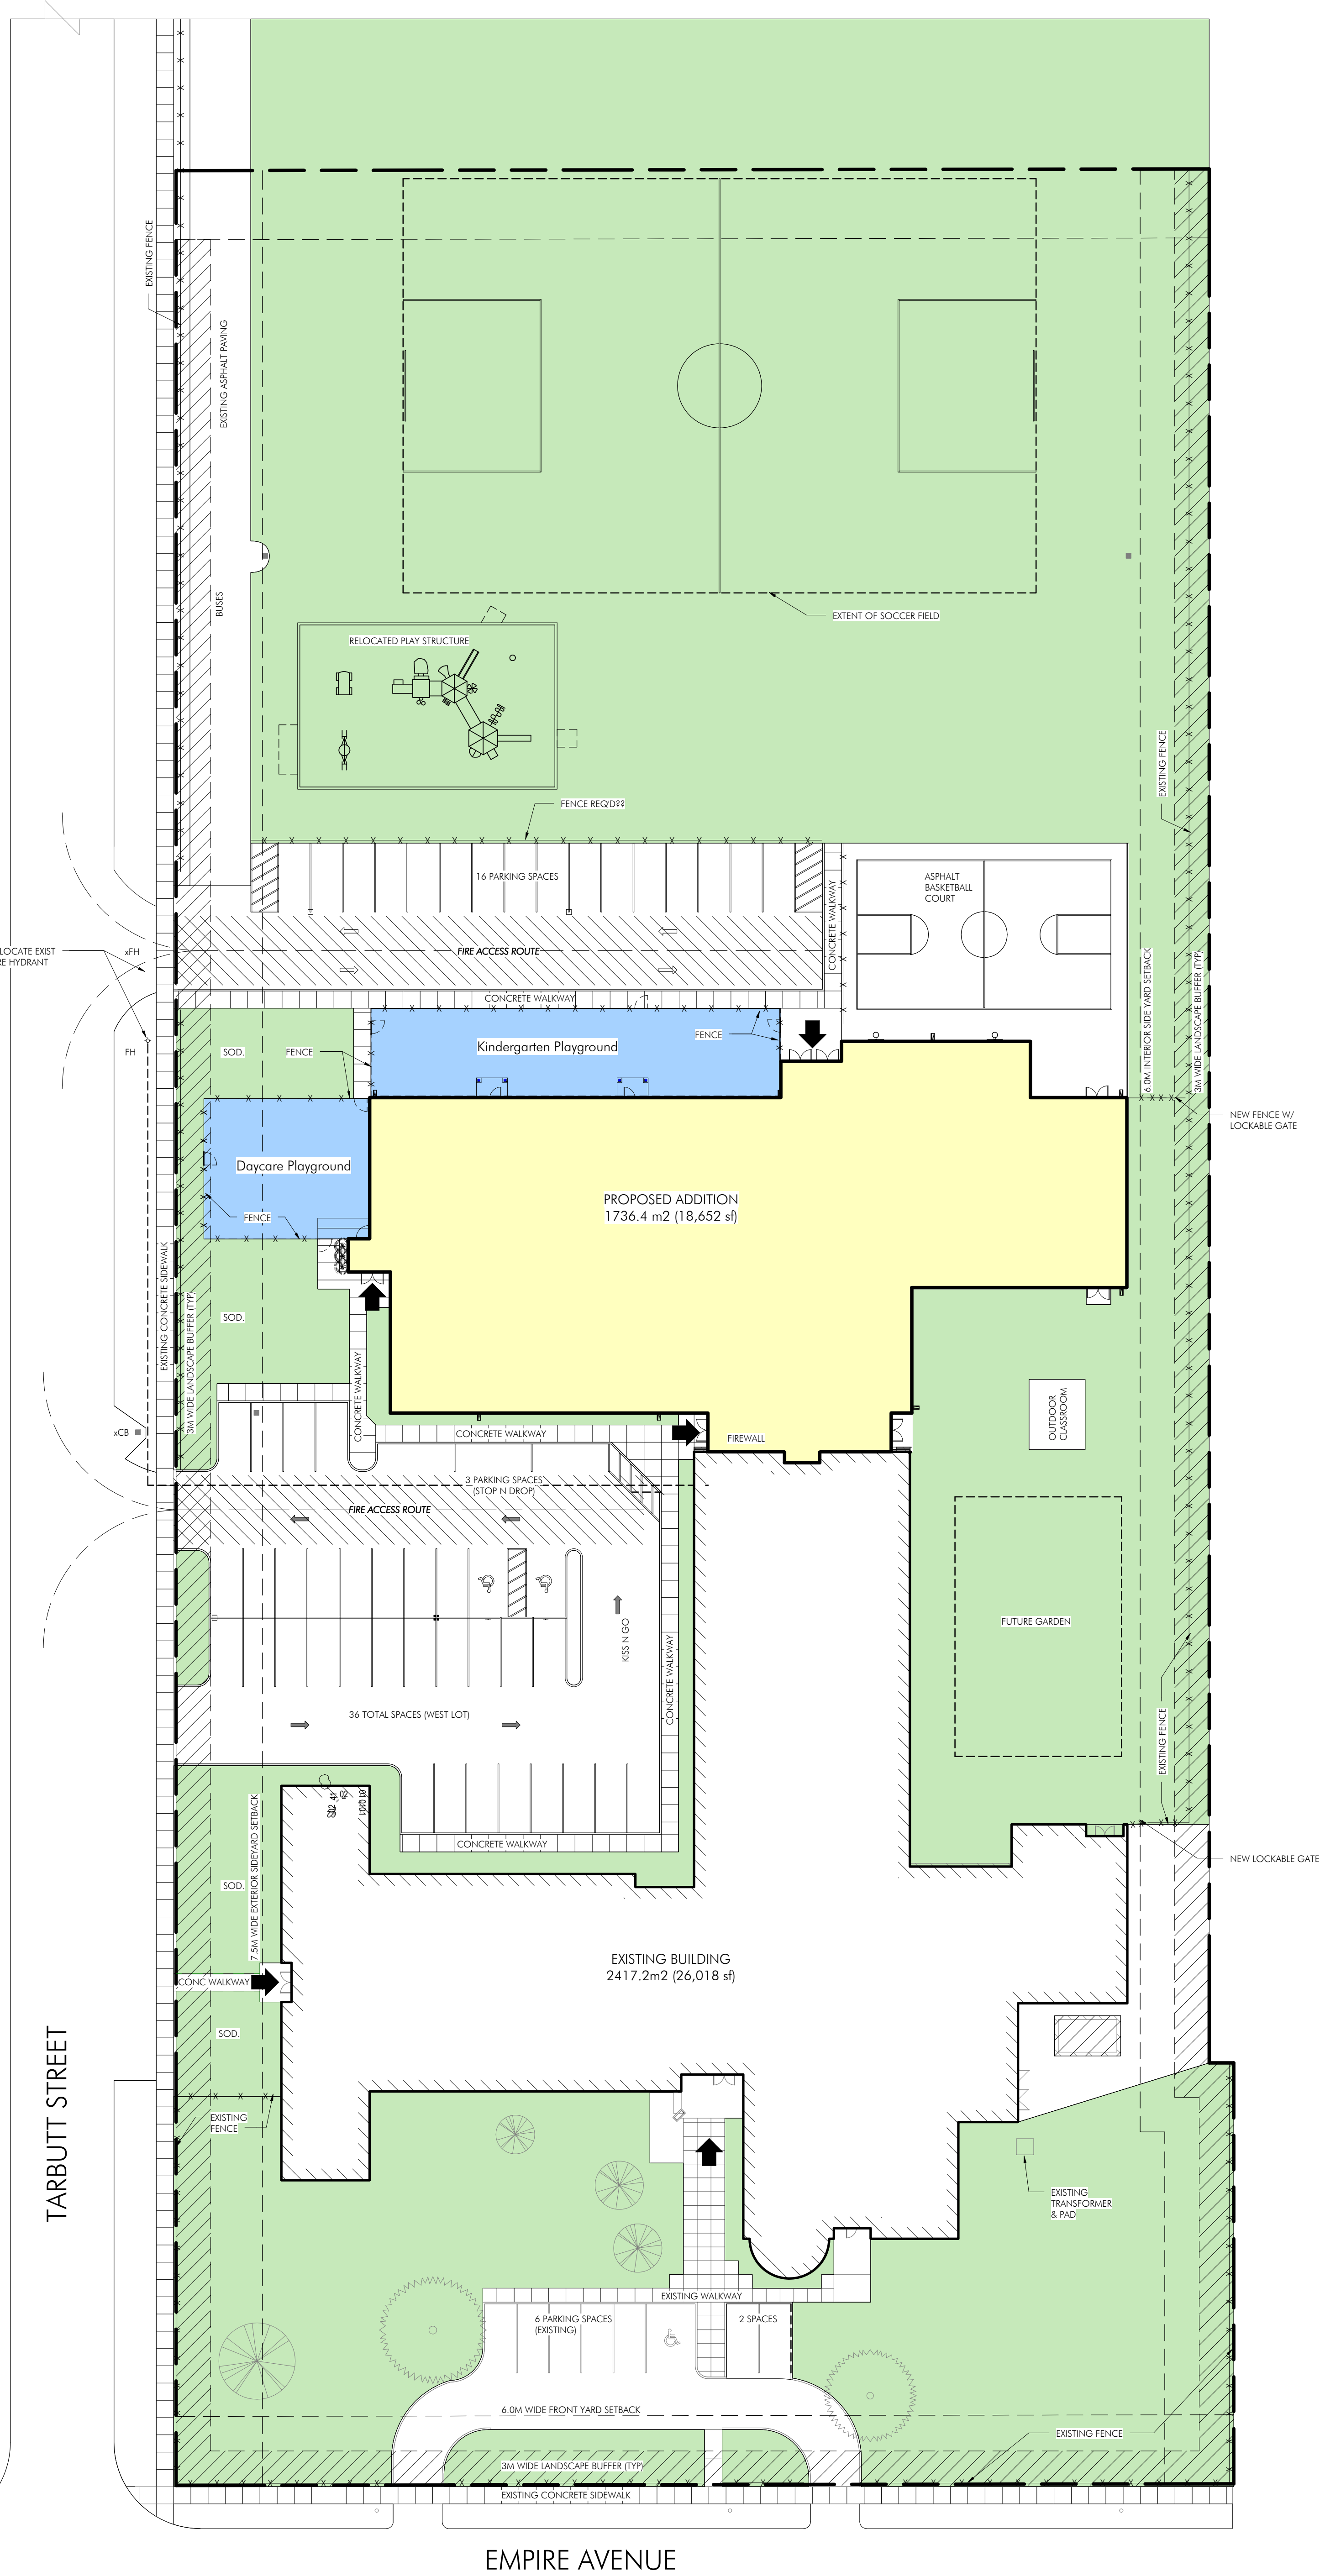 EXISTING FENCE
EXISTING ASPHALT PAVING
BUSES
EXTENT OF SOCCER FIELD
RELOCATED PLAY STRUCTURE
EXISTING FENCE
FENCE REQ'D??
16 PARKING SPACES
CONCRETE WALKWAY
ASPHALT
BASKETBALL
COURT
LOCATE EXIST
RE HYDRANT
xFH
FIRE ACCESS ROUTE
6.0M INTERIOR SIDE YARD SETBACK
3M WIDE LANDSCAPE BUFFER (TYP)
CONCRETE WALKWAY
FENCE
Kindergarten Playground
FH
SOD.
FENCE
NEW FENCE W/
LOCKABLE GATE
Daycare Playground
FENCE
PROPOSED ADDITION
1736.4 m2 (18,652 sf)
EXISTING CONCRETE SIDEWALK
3M WIDE LANDSCAPE BUFFER (TYP)
SOD.
CONCRETE WALKWAY
OUTDOOR
CLASSROOM
xCB
CONCRETE WALKWAY
FIREWALL
3 PARKING SPACES
(STOP N DROP)
FIRE ACCESS ROUTE
KISS N GO
CONCRETE WALKWAY
FUTURE GARDEN
36 TOTAL SPACES (WEST LOT)
EXISTING FENCE
CONCRETE WALKWAY
NEW LOCKABLE GATE
7.5M WIDE EXTERIOR SIDEYARD SETBACK
SOD.
EXISTING BUILDING
2417.2m2 (26,018 sf)
CONC WALKWAY
SOD.
TARBUTT STREET
EXISTING
FENCE
EXISTING
TRANSFORMER
& PAD
EXISTING WALKWAY
6 PARKING SPACES
(EXISTING)
2 SPACES
6.0M WIDE FRONT YARD SETBACK
EXISTING FENCE
3M WIDE LANDSCAPE BUFFER (TYP)
EXISTING CONCRETE SIDEWALK
EMPIRE AVENUE